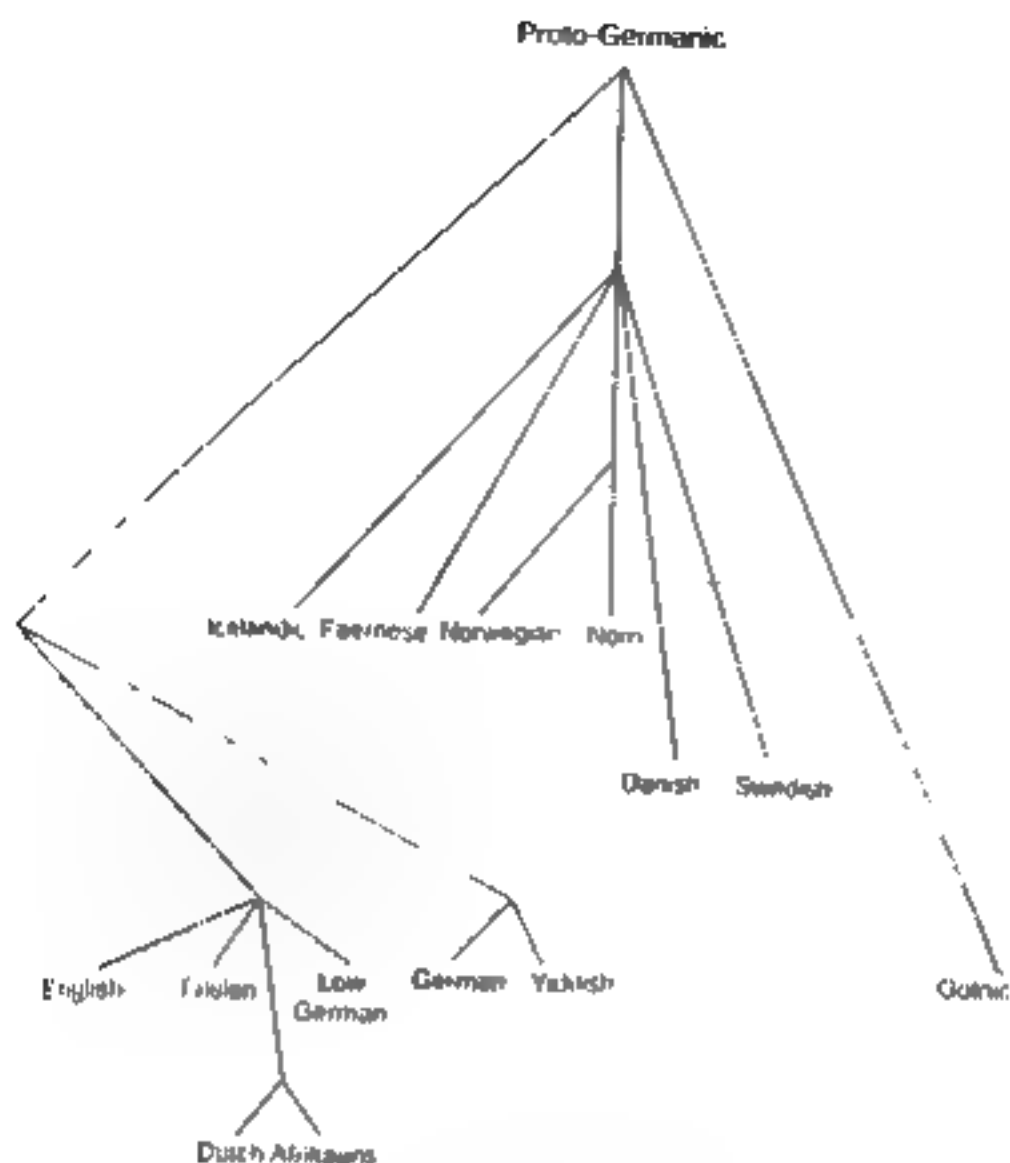 Proto-Germanic
Icelandic Faeroese Norwegian Norn
Danish Swedish
English Frisian Low German German Yiddish Gothic
Dutch Afrikaans